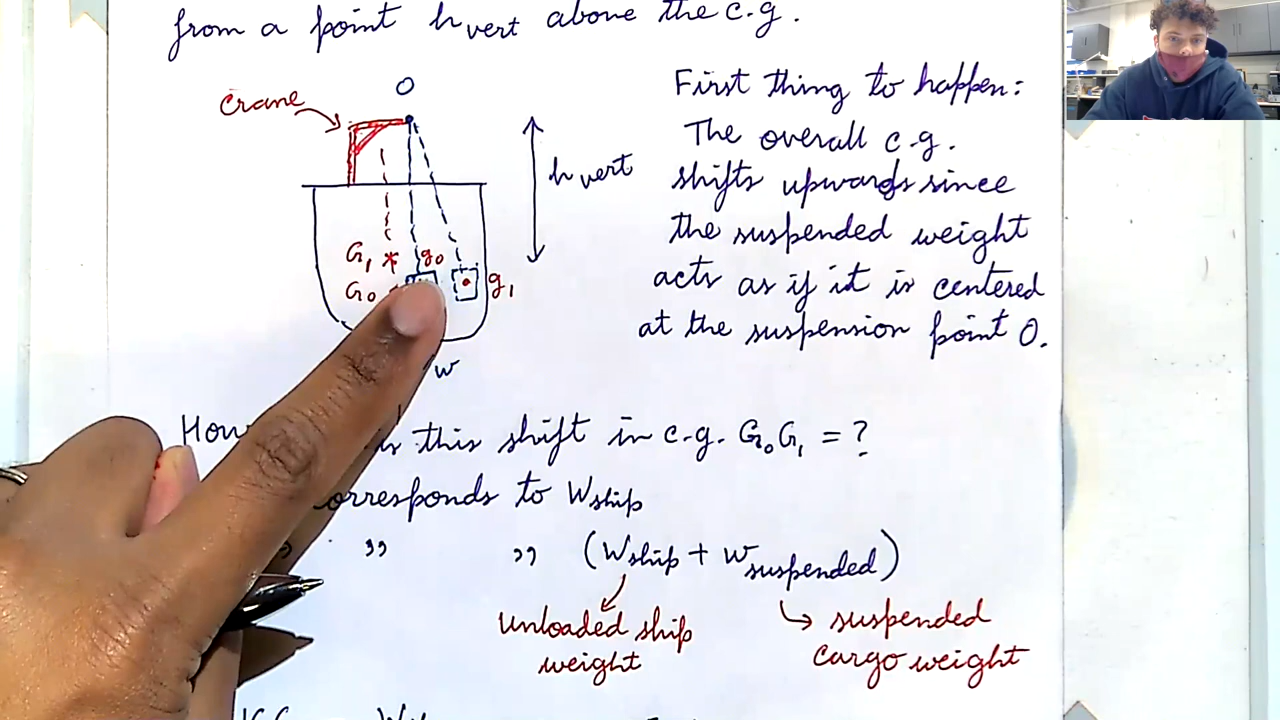 from a point h vert above the c.g.
O
Crane
h vert
G₁ * g₀
G₀
g₁
w
First thing to happen:
The overall c.g.
shifts upwards since
the suspended weight
acts as if it is centered
at the suspension point O.
How this shift in c.g. G₀G₁ = ?
corresponds to Wship
" " (Wship + wsuspended)
unloaded ship
weight
suspended
cargo weight